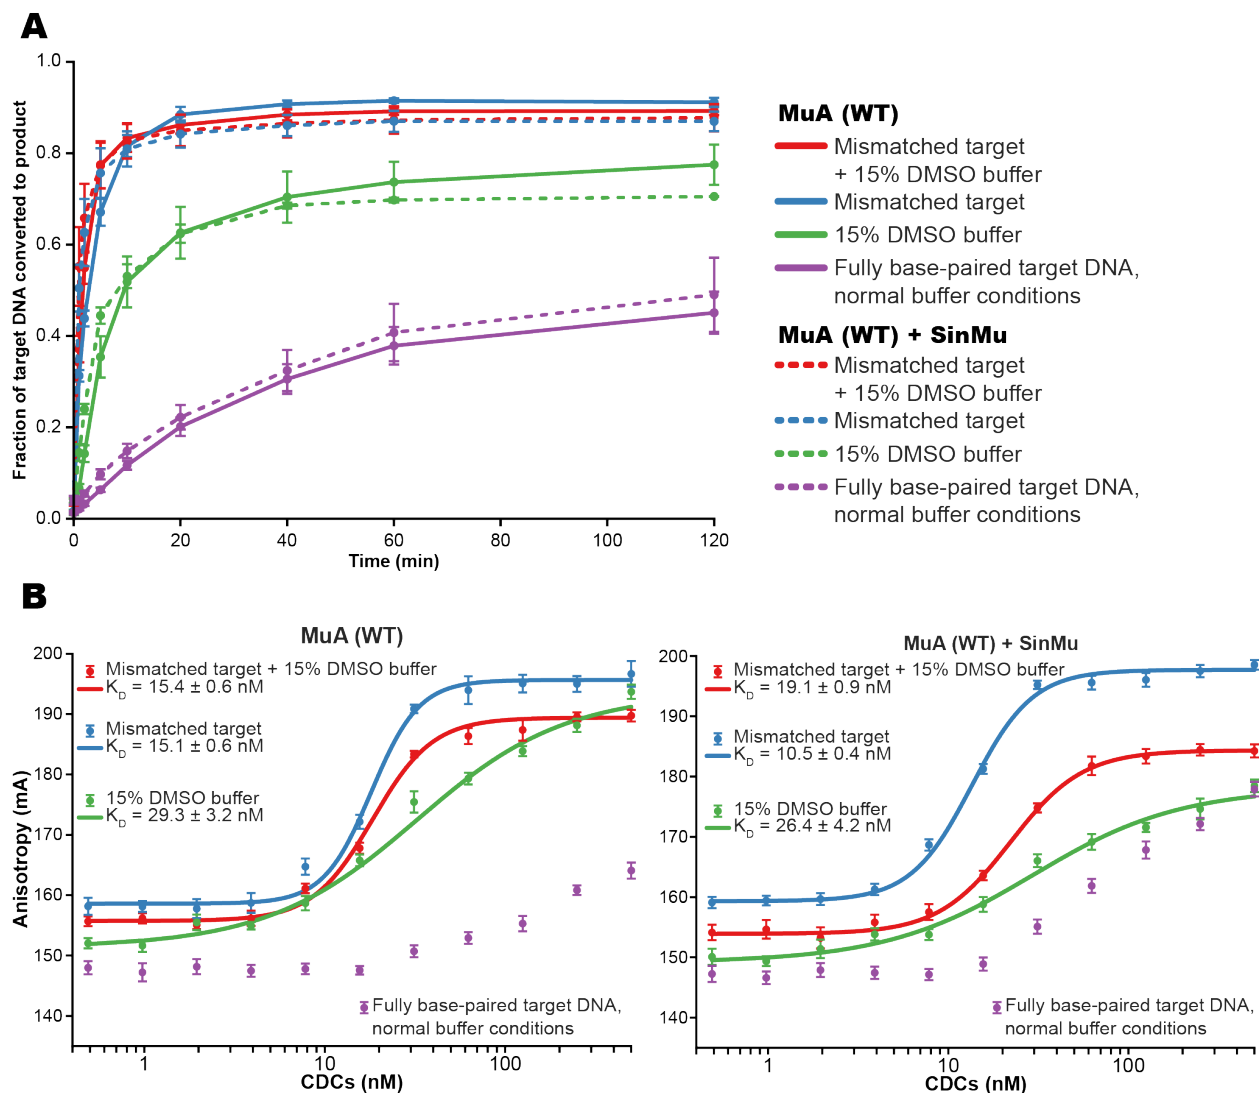 A
Fraction of target DNA converted to product
1.0
0.8
0.6
0.4
0.2
0.0
0
20
40
60
80
100
120
Time (min)
MuA (WT)
Mismatched target
+ 15% DMSO buffer
Mismatched target
15% DMSO buffer
Fully base-paired target DNA,
normal buffer conditions
MuA (WT) + SinMu
Mismatched target
+ 15% DMSO buffer
Mismatched target
15% DMSO buffer
Fully base-paired target DNA,
normal buffer conditions
B
MuA (WT)
Anisotropy (mA)
200
190
180
170
160
150
140
Mismatched target + 15% DMSO buffer
KD = 15.4 ± 0.6 nM
Mismatched target
KD = 15.1 ± 0.6 nM
15% DMSO buffer
KD = 29.3 ± 3.2 nM
Fully base-paired target DNA,
normal buffer conditions
1
10
100
CDCs (nM)
MuA (WT) + SinMu
200
190
180
170
160
150
140
Mismatched target + 15% DMSO buffer
KD = 19.1 ± 0.9 nM
Mismatched target
KD = 10.5 ± 0.4 nM
15% DMSO buffer
KD = 26.4 ± 4.2 nM
Fully base-paired target DNA,
normal buffer conditions
1
10
100
CDCs (nM)